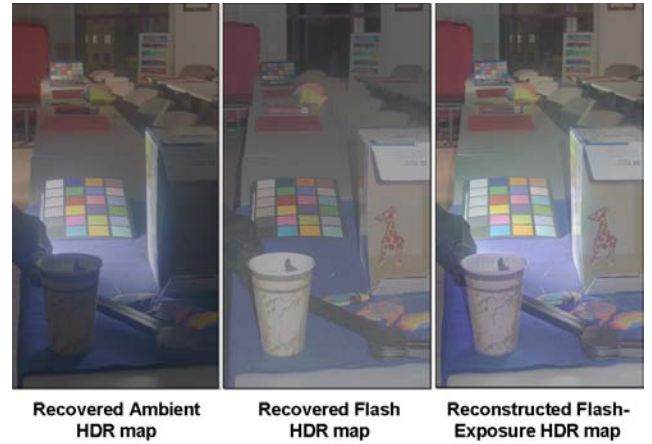 Recovered Ambient
HDR map
Recovered Flash
HDR map
Reconstructed Flash-
Exposure HDR map